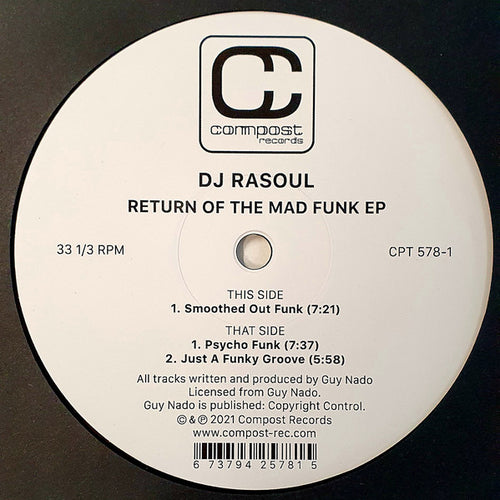 compost
records
DJ RASOUL
RETURN OF THE MAD FUNK EP
33 1/3 RPM
CPT 578-1
THIS SIDE
1. Smoothed Out Funk (7:21)
THAT SIDE
1. Psycho Funk (7:37)
2. Just A Funky Groove (5:58)
All tracks written and produced by Guy Nado
Licensed from Guy Nado.
Guy Nado is published: Copyright Control.
© & ℗ 2021 Compost Records
www.compost-rec.com
6 73794 25781 5